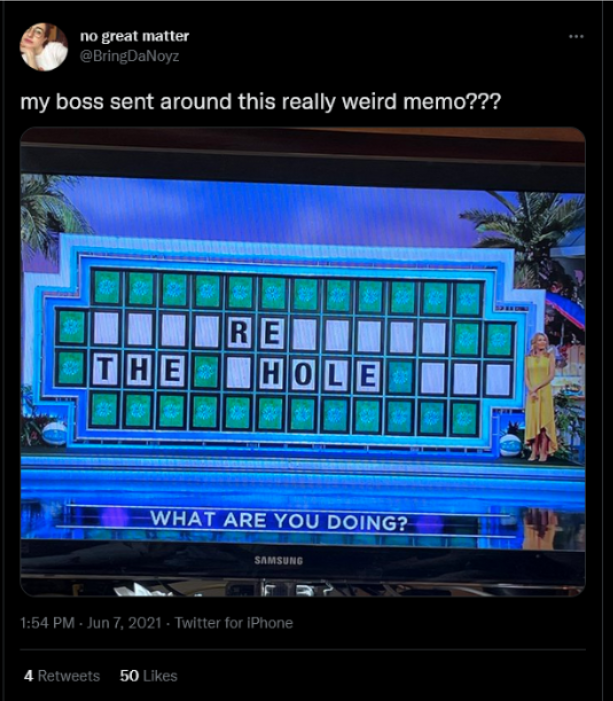 no great matter
@BringDaNoyz
my boss sent around this really weird memo???
RE
THE HOLE
WHAT ARE YOU DOING?
SAMSUNG
1:54 PM · Jun 7, 2021 · Twitter for iPhone
4 Retweets 50 Likes